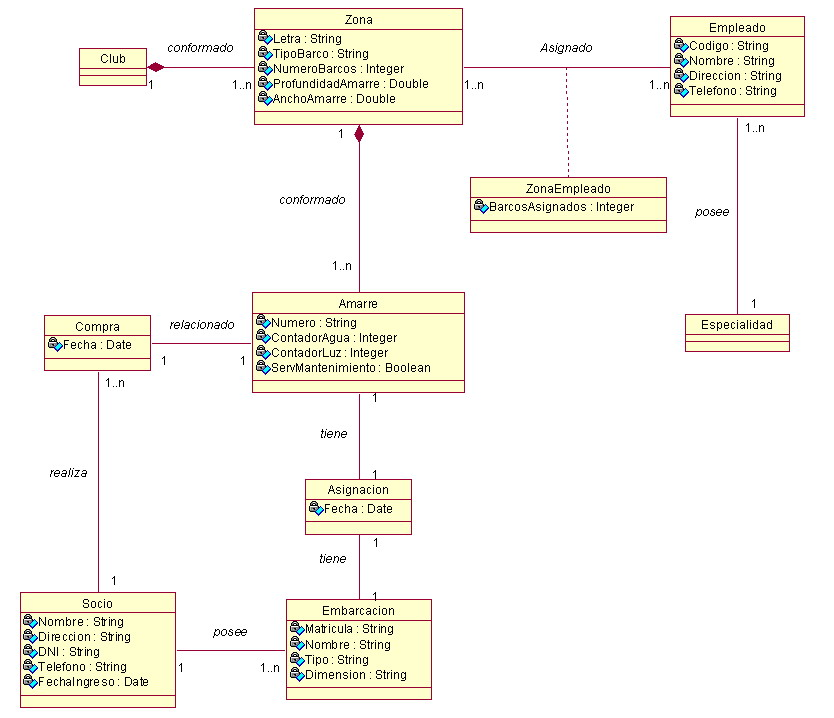 Club
conformado
1
1..n
Zona
Letra : String
TipoBarco : String
NumeroBarcos : Integer
ProfundidadAmarre : Double
AnchoAmarre : Double
Asignado
1..n
1..n
Empleado
Codigo : String
Nombre : String
Direccion : String
Telefono : String
ZonaEmpleado
BarcosAsignados : Integer
1
conformado
1..n
1..n
posee
1
Especialidad
Compra
Fecha : Date
relacionado
1
1
Amarre
Numero : String
ContadorAgua : Integer
ContadorLuz : Integer
ServMantenimiento : Boolean
1..n
realiza
1
1
tiene
1
Asignacion
Fecha : Date
1
tiene
1
Socio
Nombre : String
Direccion : String
DNI : String
Telefono : String
FechaIngreso : Date
posee
1
1..n
Embarcacion
Matricula : String
Nombre : String
Tipo : String
Dimension : String